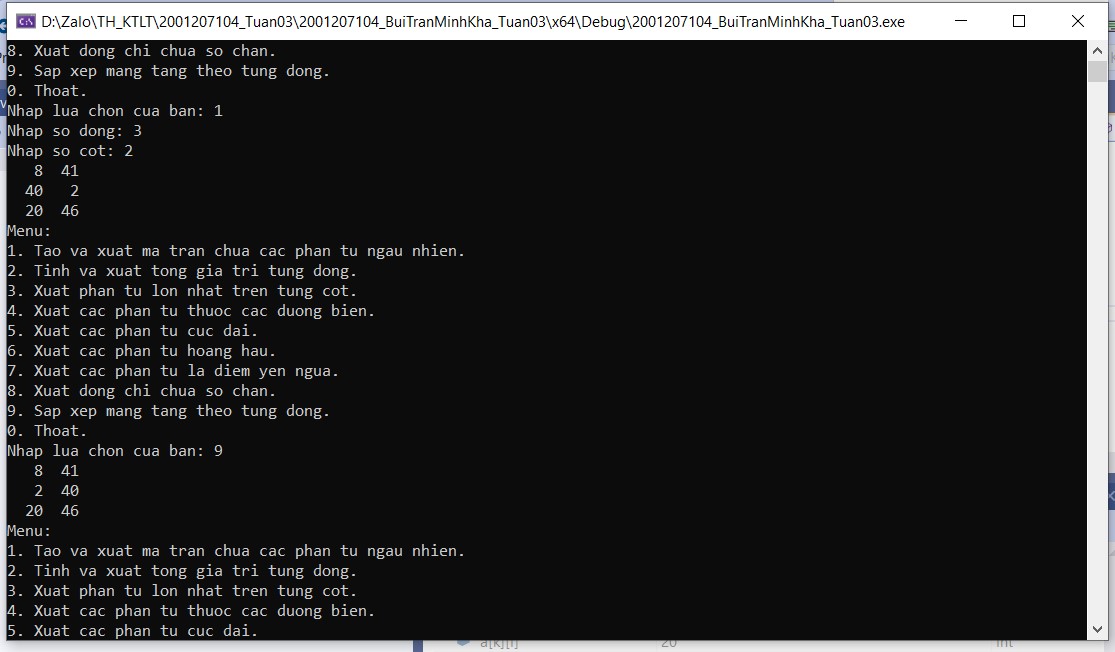 D:\Zalo\TH_KTLT\2001207104_Tuan03\2001207104_BuiTranMinhKha_Tuan03\x64\Debug\2001207104_BuiTranMinhKha_Tuan03.exe
8. Xuat dong chi chua so chan.
9. Sap xep mang tang theo tung dong.
0. Thoat.
Nhap lua chon cua ban: 1
Nhap so dong: 3
Nhap so cot: 2
8 41
40 2
20 46
Menu:
1. Tao va xuat ma tran chua cac phan tu ngau nhien.
2. Tinh va xuat tong gia tri tung dong.
3. Xuat phan tu lon nhat tren tung cot.
4. Xuat cac phan tu thuoc cac duong bien.
5. Xuat cac phan tu cuc dai.
6. Xuat cac phan tu hoang hau.
7. Xuat cac phan tu la diem yen ngua.
8. Xuat dong chi chua so chan.
9. Sap xep mang tang theo tung dong.
0. Thoat.
Nhap lua chon cua ban: 9
8 41
2 40
20 46
Menu:
1. Tao va xuat ma tran chua cac phan tu ngau nhien.
2. Tinh va xuat tong gia tri tung dong.
3. Xuat phan tu lon nhat tren tung cot.
4. Xuat cac phan tu thuoc cac duong bien.
5. Xuat cac phan tu cuc dai.